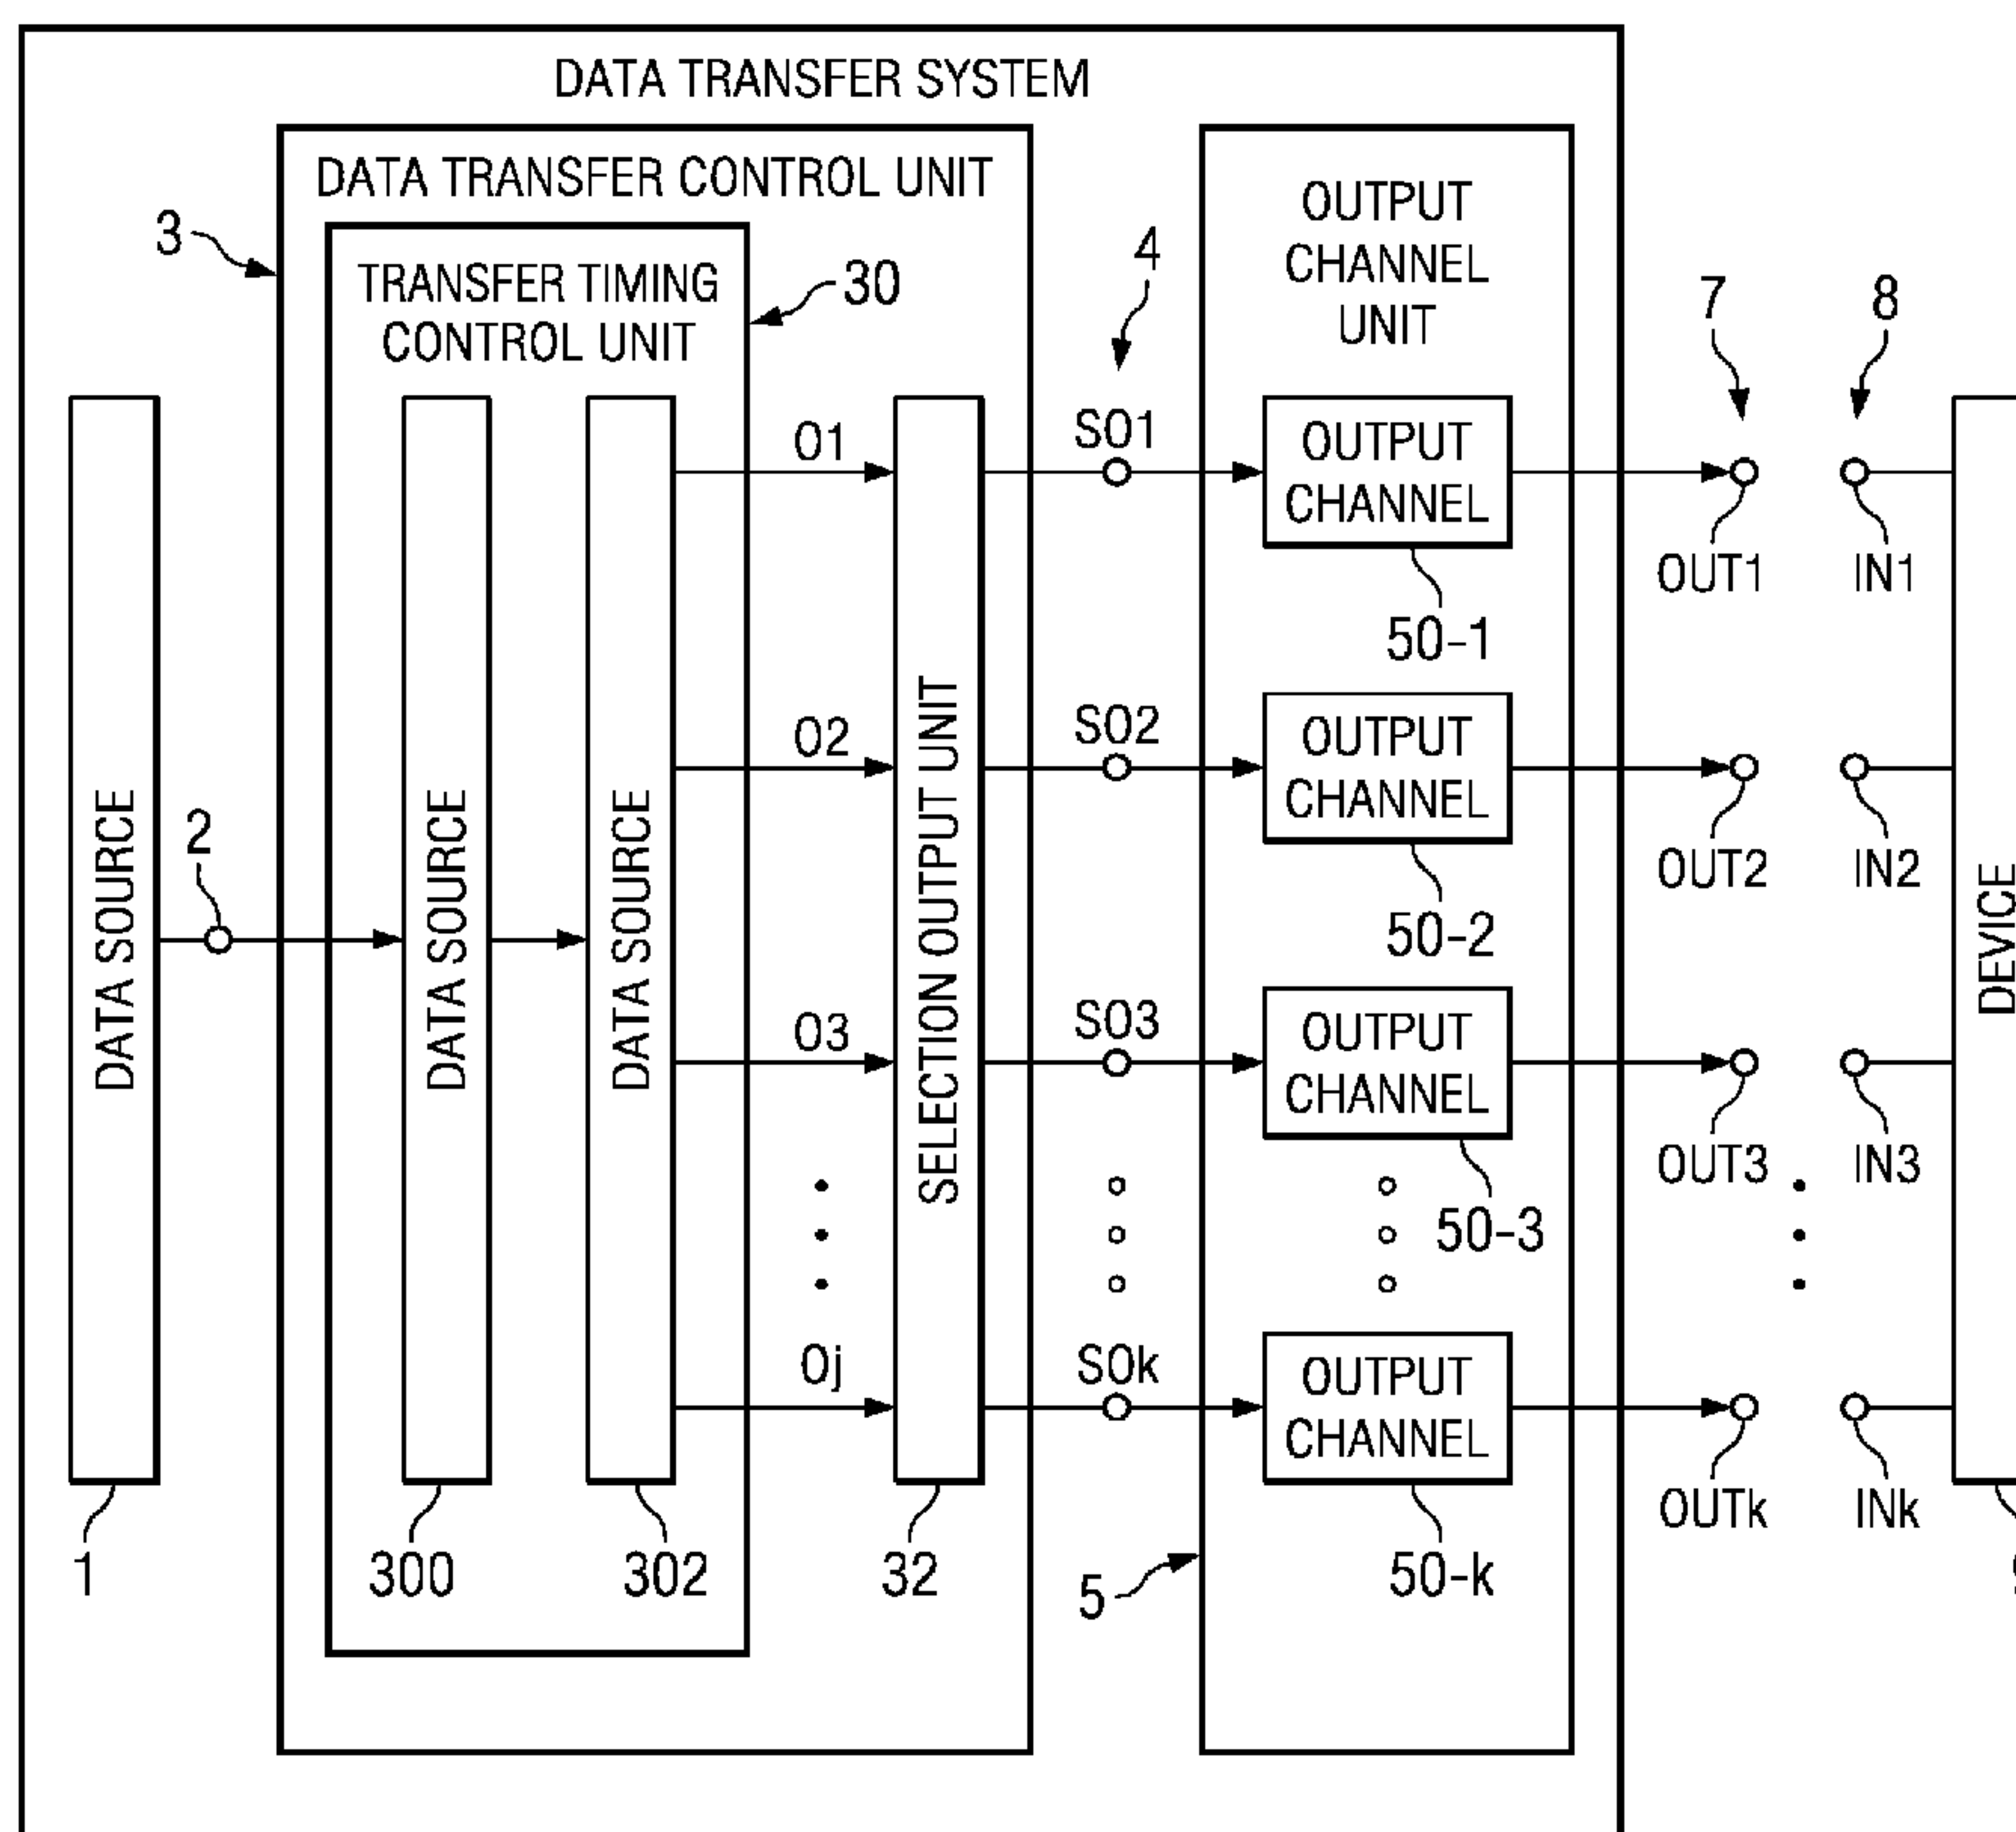 DATA TRANSFER SYSTEM
DATA TRANSFER CONTROL UNIT
3
TRANSFER TIMING
CONTROL UNIT
30
4
OUTPUT
CHANNEL
UNIT
7
8
DATA SOURCE
2
DATA SOURCE
DATA SOURCE
SELECTION OUTPUT UNIT
O1
SO1
OUTPUT
CHANNEL
50-1
OUT1
IN1
O2
SO2
OUTPUT
CHANNEL
50-2
OUT2
IN2
DEVICE
O3
SO3
OUTPUT
CHANNEL
50-3
OUT3
IN3
Oj
SOk
OUTPUT
CHANNEL
50-k
OUTk
INk
1
300
302
32
5